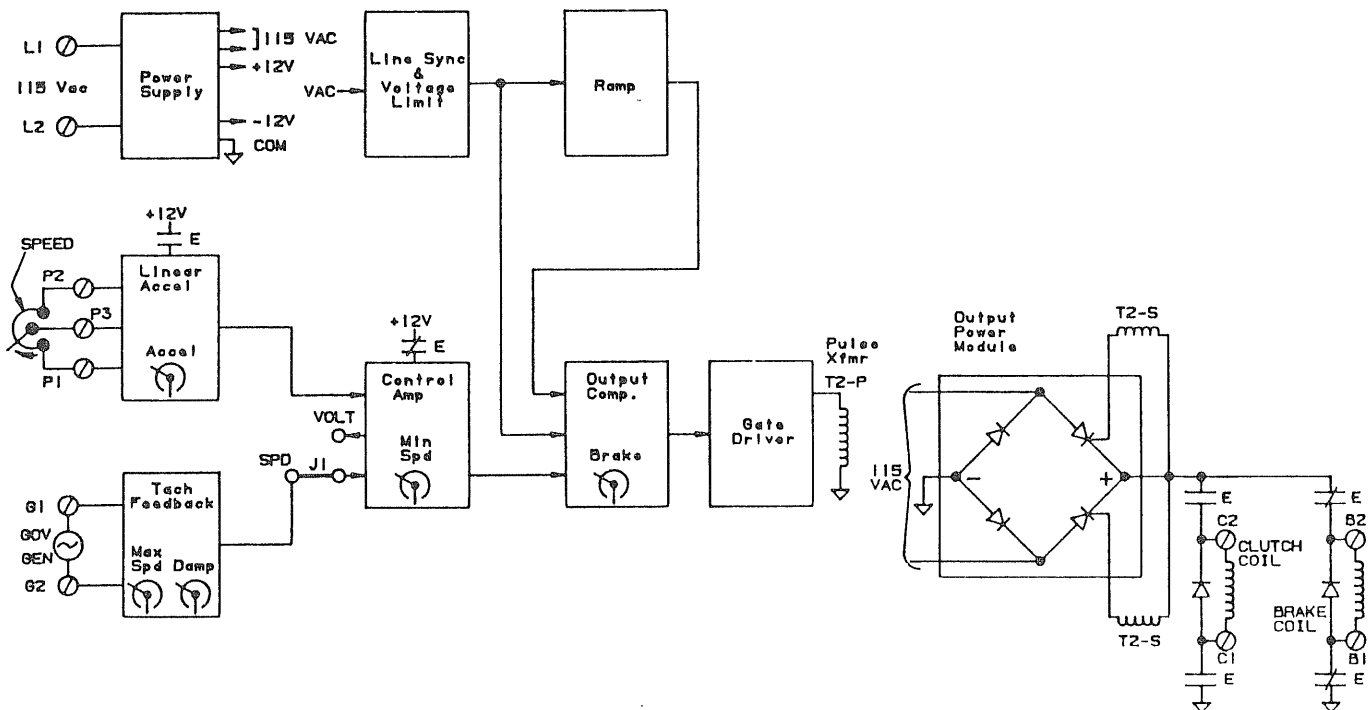 L1
115 Vac
L2
Power
Supply
115 VAC
+12V
-12V
COM
VAC
Line Sync
&
Voltage
Limit
Ramp
+12V
E
SPEED
P2
P3
P1
Linear
Accel
Accel
+12V
E
Control
Amp
Min
Spd
VOLT
SPD
J1
G1
GOV
GEN
G2
Tach
Feedback
Max
Spd
Damp
Output
Comp.
Brake
Gate
Driver
Pulse
Xfmr
T2-P
Output
Power
Module
115
VAC
-
+
T2-S
T2-S
E
C2
CLUTCH
COIL
C1
E
E
B2
BRAKE
COIL
B1
E